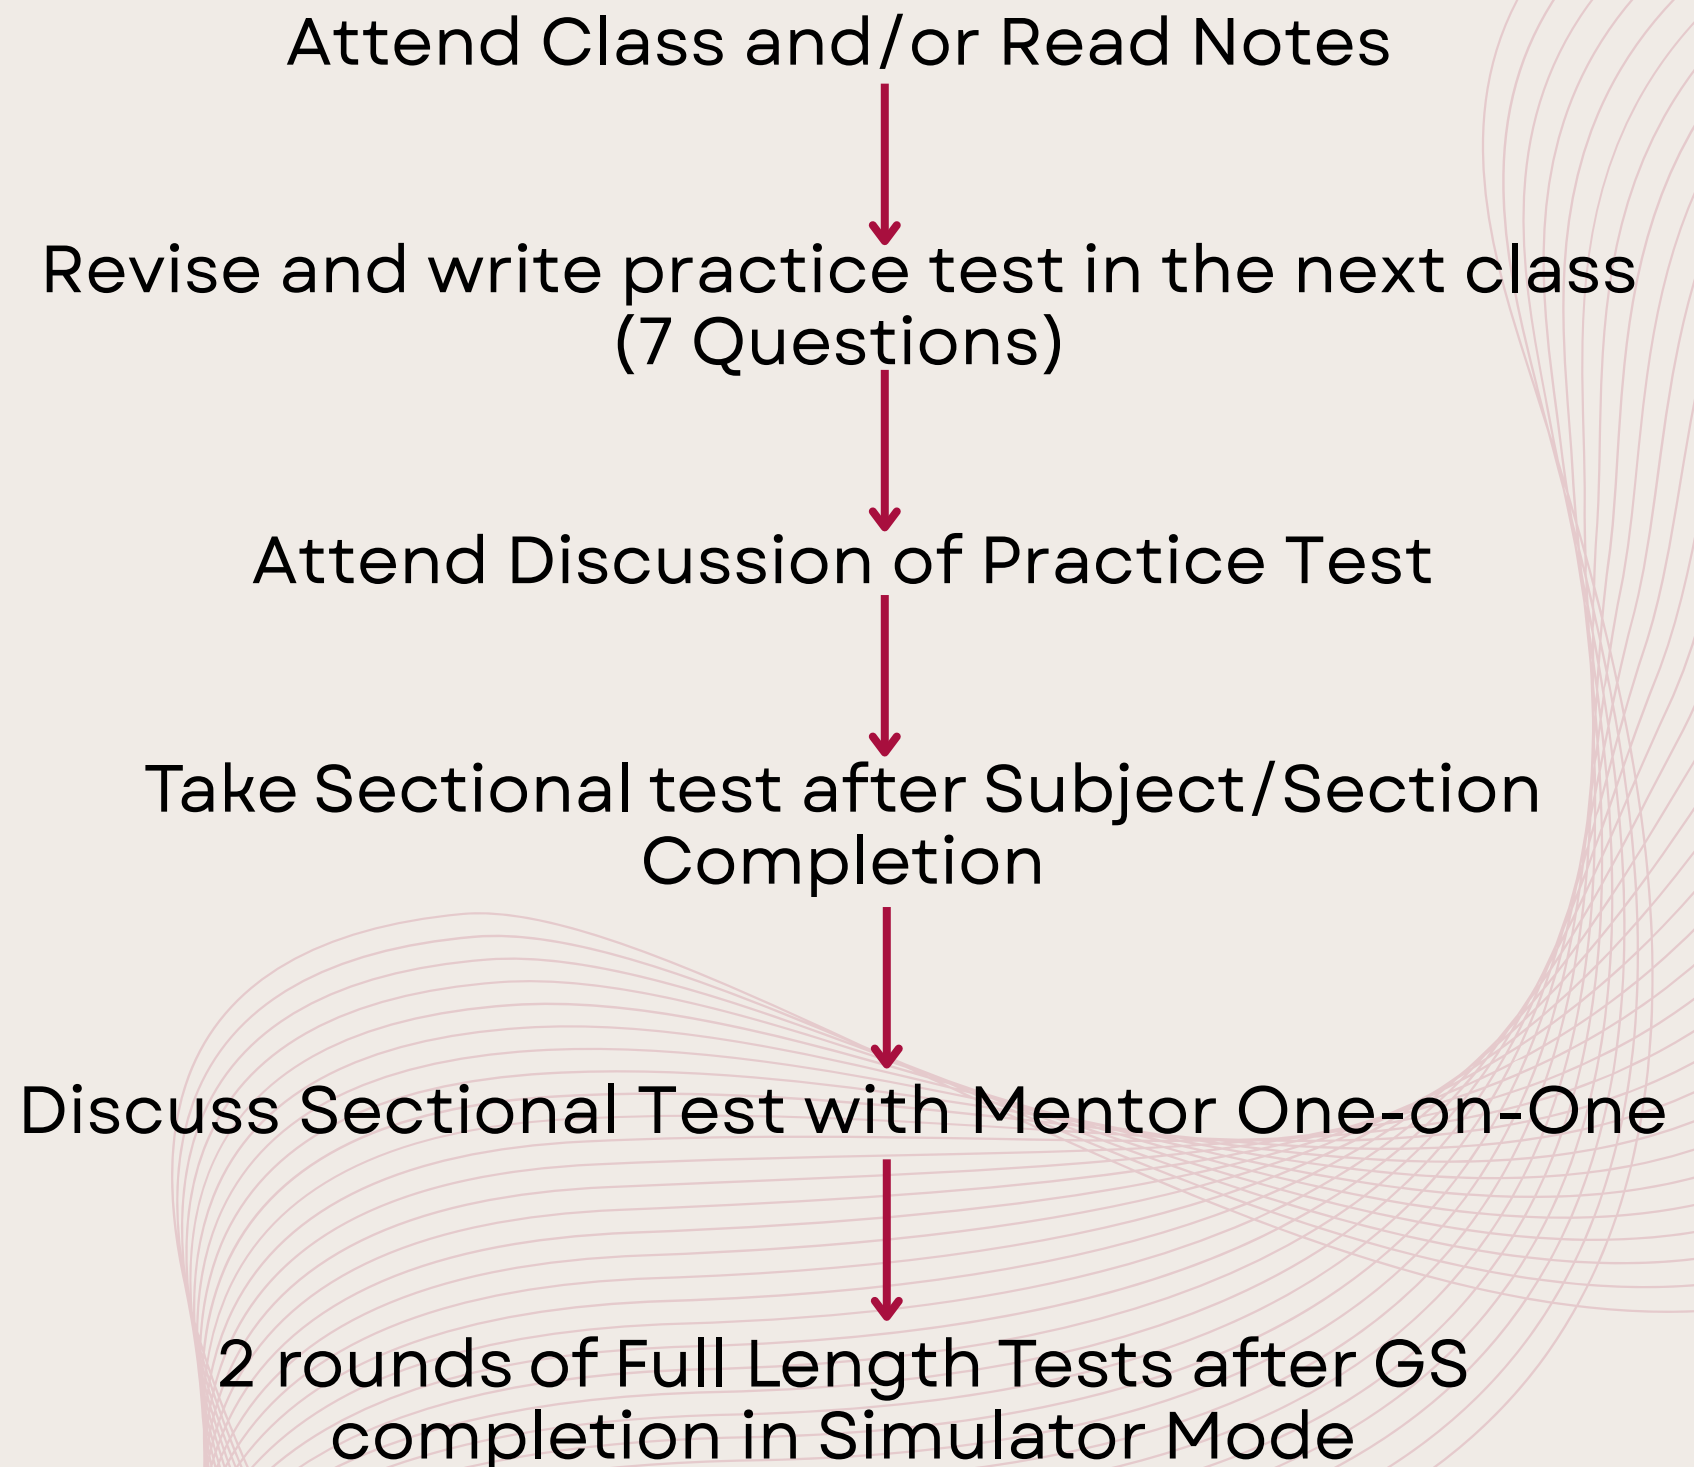 Attend Class and/or Read Notes
Revise and write practice test in the next class
(7 Questions)
Attend Discussion of Practice Test
Take Sectional test after Subject/Section
Completion
Discuss Sectional Test with Mentor One-on-One
2 rounds of Full Length Tests after GS
completion in Simulator Mode